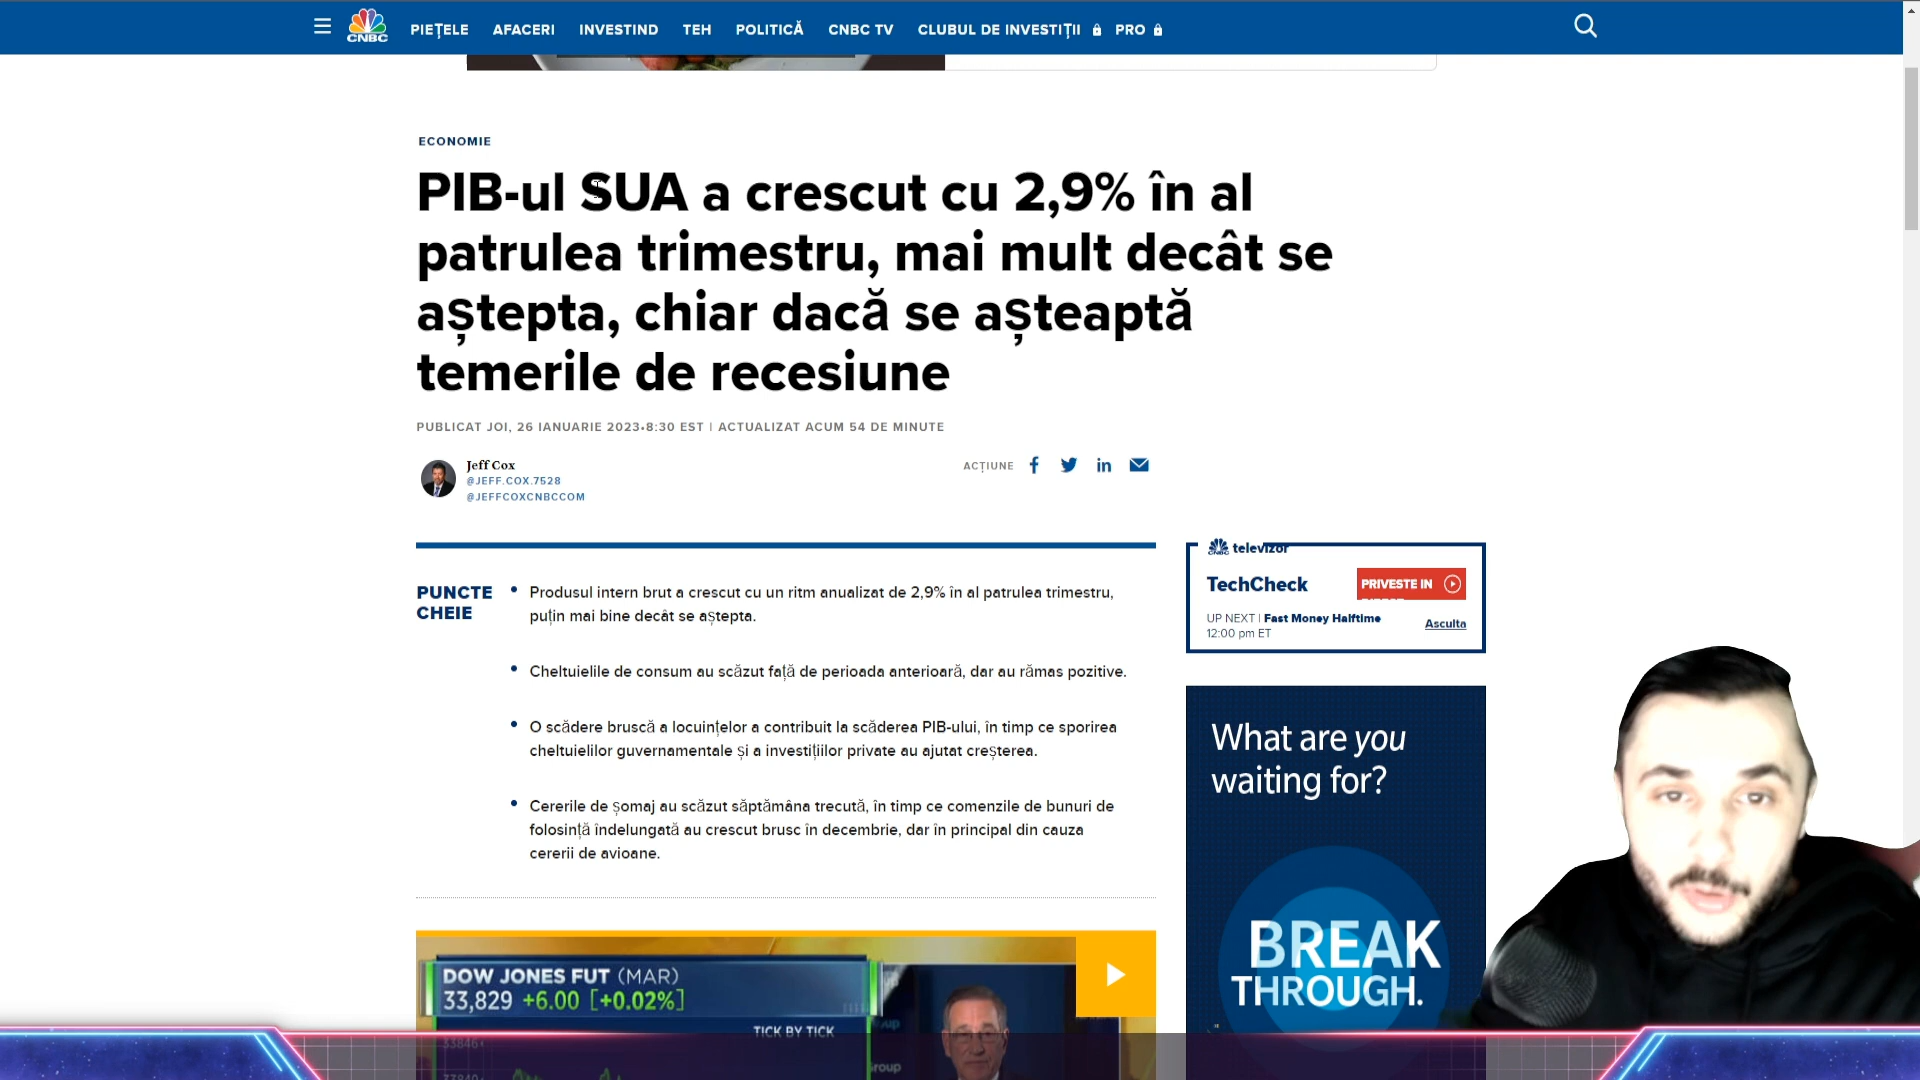 CNBC
PIEȚELE AFACERI INVESTIND TEH POLITICĂ CNBC TV CLUBUL DE INVESTIȚII PRO
ECONOMIE
PIB-ul SUA a crescut cu 2,9% în al
patrulea trimestru, mai mult decât se
aștepta, chiar dacă se așteaptă
temerile de recesiune
PUBLICAT JOI, 26 IANUARIE 2023•8:30 EST | ACTUALIZAT ACUM 54 DE MINUTE
Jeff Cox
@JEFF.COX.7528
@JEFFCOXCNBCCOM
ACȚIUNE
PUNCTE
CHEIE
Produsul intern brut a crescut cu un ritm anualizat de 2,9% în al patrulea trimestru,
puțin mai bine decât se aștepta.
Cheltuielile de consum au scăzut față de perioada anterioară, dar au rămas pozitive.
O scădere bruscă a locuințelor a contribuit la scăderea PIB-ului, în timp ce sporirea
cheltuielilor guvernamentale și a investițiilor private au ajutat creșterea.
Cererile de șomaj au scăzut săptămâna trecută, în timp ce comenzile de bunuri de
folosință îndelungată au crescut brusc în decembrie, dar în principal din cauza
cererii de avioane.
CNBC televizor
TechCheck
PRIVESTE IN
UP NEXT | Fast Money Halftime
12:00 pm ET
Asculta
What are you
waiting for?
BREAK
THROUGH.
DOW JONES FUT (MAR)
33,829 +6.00 [+0.02%]
TICK BY TICK
33846